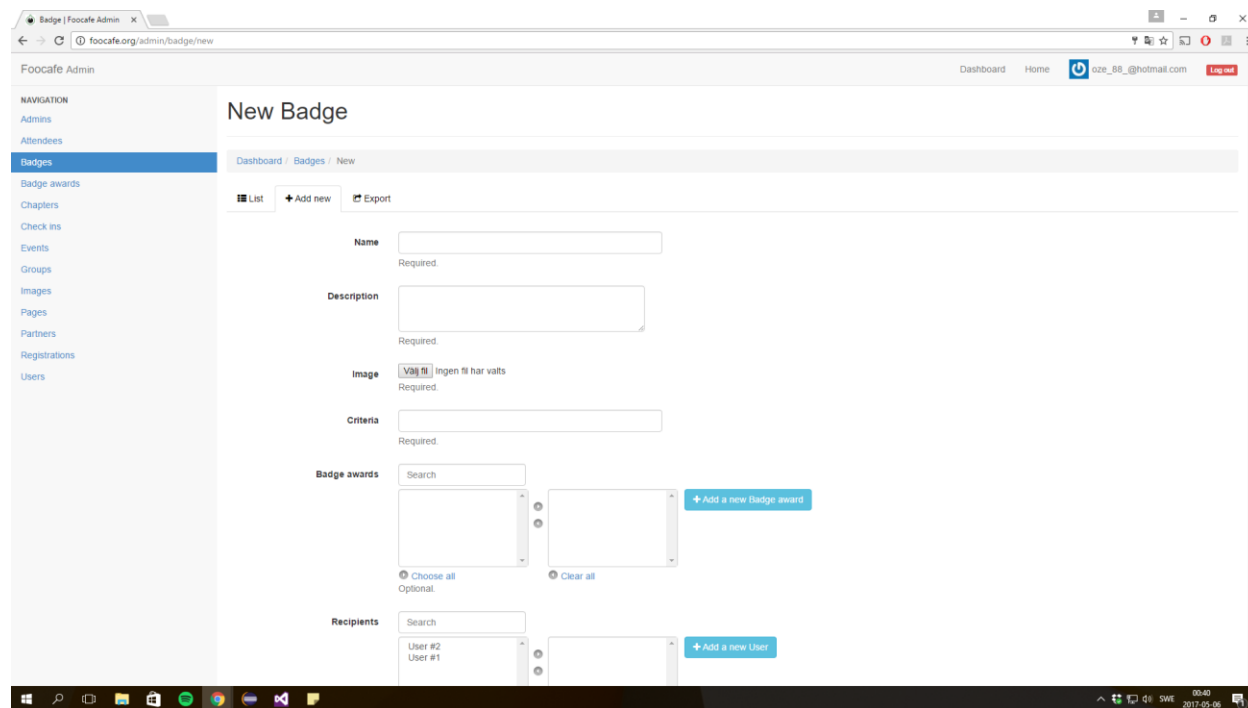 Badge | Foocafe Admin
foocafe.org/admin/badge/new
Foocafe Admin
Dashboard Home oze_88_@hotmail.com Log out
NAVIGATION
Admins
Attendees
Badges
Badge awards
Chapters
Check ins
Events
Groups
Images
Pages
Partners
Registrations
Users
New Badge
Dashboard / Badges / New
List Add new Export
Name
Required.
Description
Required.
Image Välj fil Ingen fil har valts
Required.
Criteria
Required.
Badge awards Search
Add a new Badge award
Choose all Clear all
Optional.
Recipients Search
User #2
User #1
Add a new User
SWE 00:40
2017-05-06